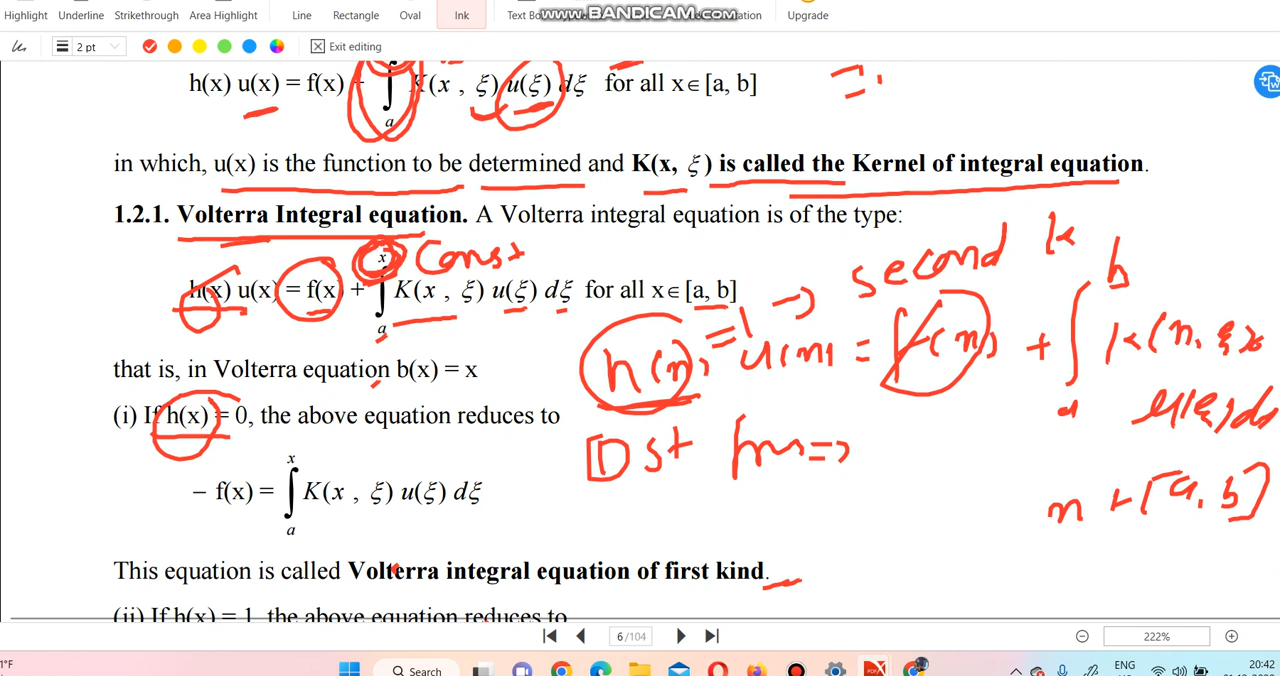 www.BANDICAM.com
Highlight Underline Strikethrough Area Highlight Line Rectangle Oval Ink Text Upgrade
2 pt Exit editing
h(x) u(x) = f(x) + ∫ₐ K(x , ξ) u(ξ) dξ for all x∈[a, b]
in which, u(x) is the function to be determined and K(x, ξ) is called the Kernel of integral equation.
1.2.1. Volterra Integral equation. A Volterra integral equation is of the type:
Const
second k
h(x) u(x) = f(x) + ∫ₐˣ K(x , ξ) u(ξ) dξ for all x∈[a, b]
h(n) = 1
u(n) = f(n) +
b
a
that is, in Volterra equation b(x) = x
(i) If h(x) = 0, the above equation reduces to
[a, b]
− f(x) = ∫ₐˣ K(x , ξ) u(ξ) dξ
This equation is called Volterra integral equation of first kind.
(ii) If h(x) = 1, the above equation reduces to
6 /104
222%
1°F
Search
ENG
20:42